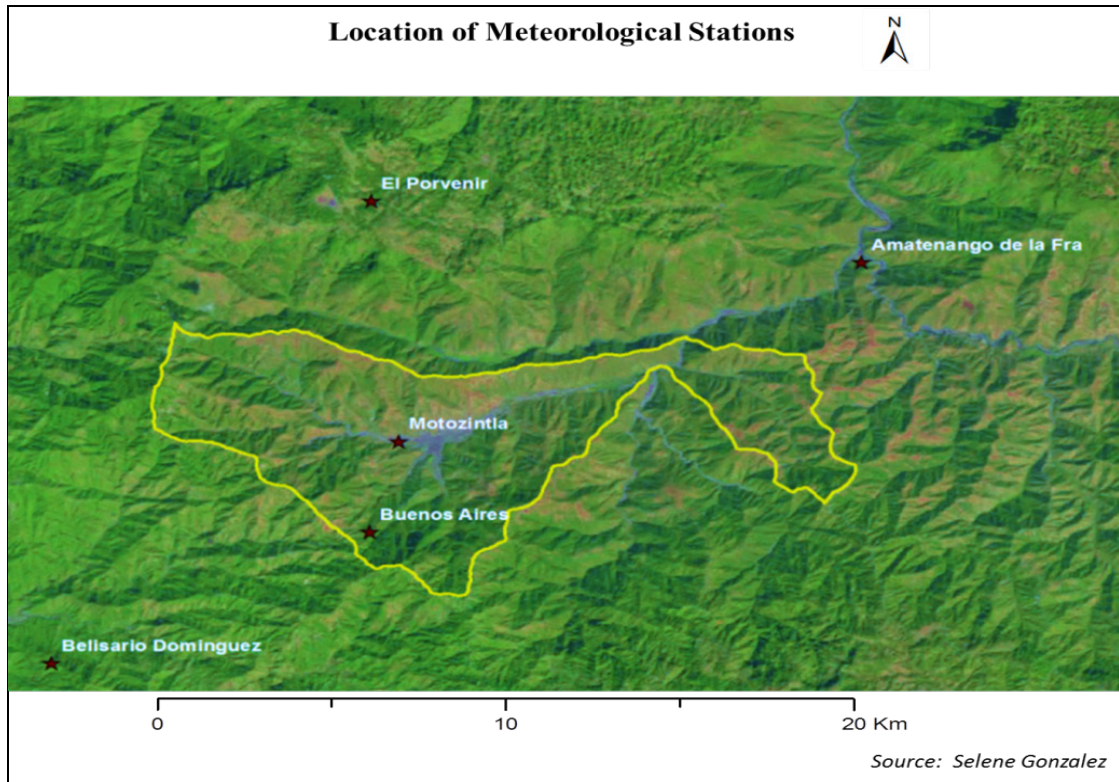 Location of Meteorological Stations
N
El Porvenir
Amatenango de la Fra
Motozintla
Buenos Aires
Belisario Dominguez
0 10 20 Km
Source: Selene Gonzalez